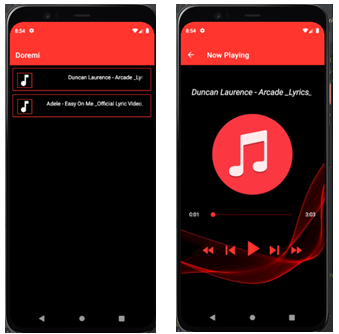 8:54
Doremi
Duncan Laurence - Arcade _Lyr
Adele - Easy On Me _Official Lyric Video.
8:54
Now Playing
Duncan Laurence - Arcade _Lyrics_
0:01
3:03